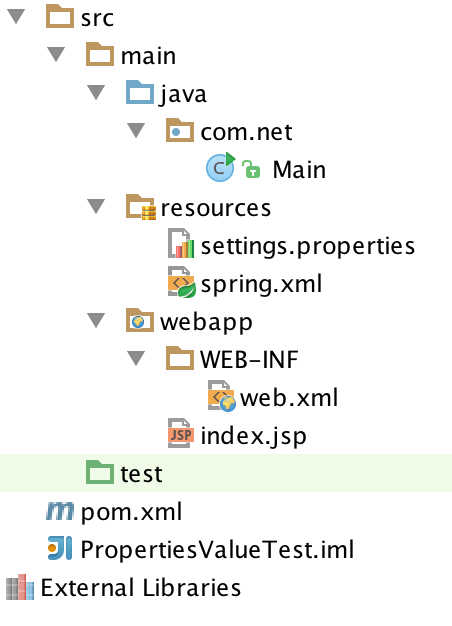 src
main
java
com.net
Main
resources
settings.properties
spring.xml
webapp
WEB-INF
web.xml
index.jsp
test
pom.xml
PropertiesValueTest.iml
External Libraries